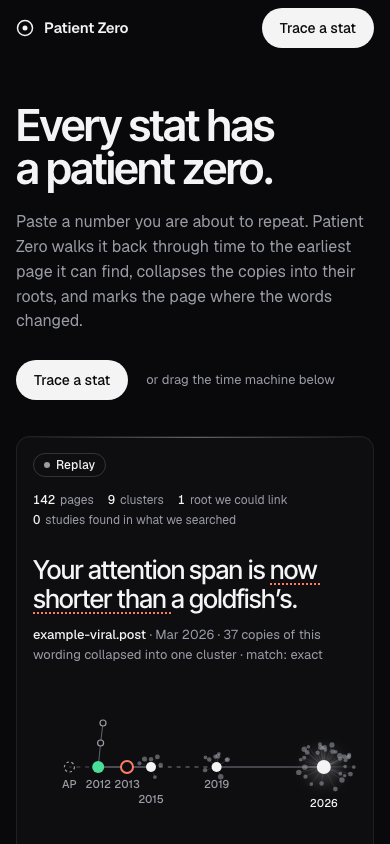 Patient Zero
Trace a stat
Every stat has
a patient zero.
Paste a number you are about to repeat. Patient
Zero walks it back through time to the earliest
page it can find, collapses the copies into their
roots, and marks the page where the words
changed.
Trace a stat
or drag the time machine below
Replay
142 pages 9 clusters 1 root we could link
0 studies found in what we searched
Your attention span is now
shorter than a goldfish’s.
example-viral.post · Mar 2026 · 37 copies of this
wording collapsed into one cluster · match: exact
AP 2012 2013 2019
2015 2026